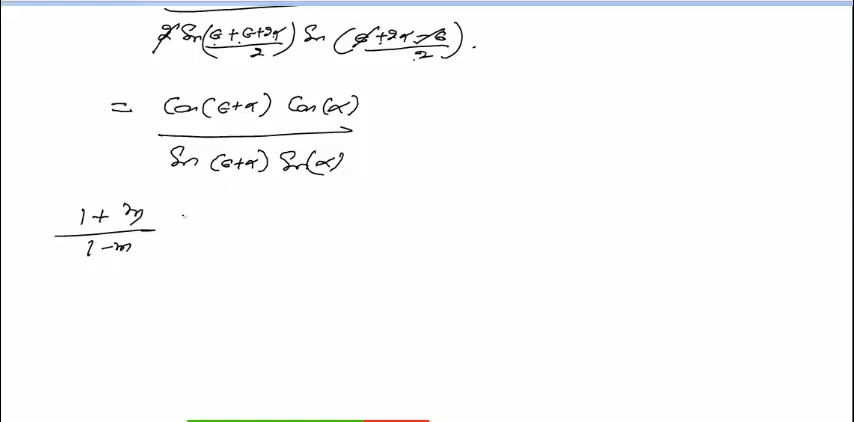 2 Sin(θ+θ+2α/2) Sin(θ+2α-θ/2).
= Cos(θ+α) Cos(α)
Sin(θ+α) Sin(α)
1+m
1-m